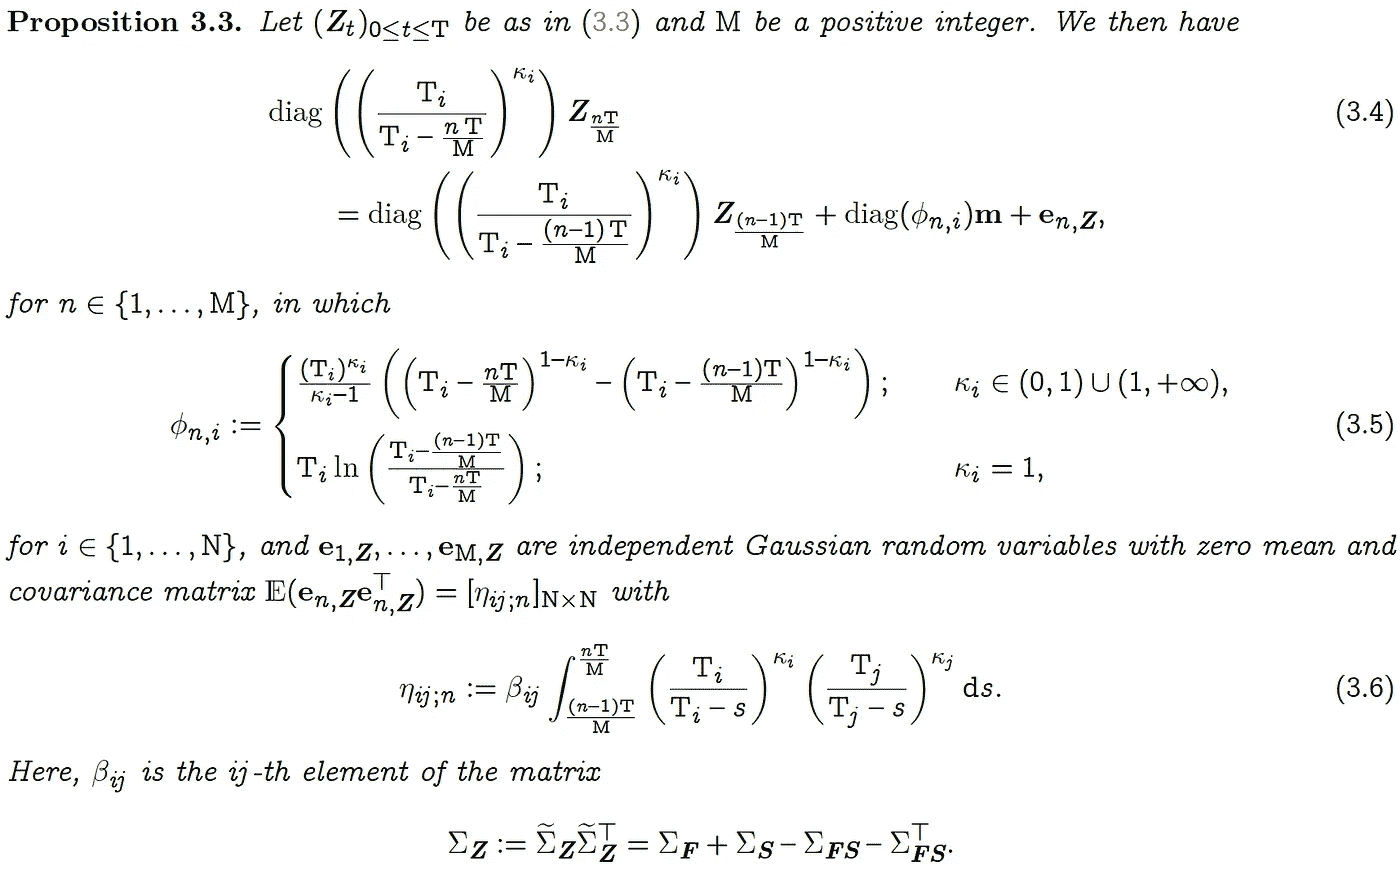 Proposition 3.3. Let $(\boldsymbol{Z}_t)_{0 \leq t \leq \mathrm{T}}$ be as in (3.3) and M be a positive integer. We then have
$\mathrm{diag}\left(\left(\frac{\mathrm{T}_i}{\mathrm{T}_i - \frac{n\,\mathrm{T}}{\mathrm{M}}}\right)^{\kappa_i}\right) \boldsymbol{Z}_{\frac{n\mathrm{T}}{\mathrm{M}}}$ (3.4)
$= \mathrm{diag}\left(\left(\frac{\mathrm{T}_i}{\mathrm{T}_i - \frac{(n-1)\,\mathrm{T}}{\mathrm{M}}}\right)^{\kappa_i}\right) \boldsymbol{Z}_{\frac{(n-1)\mathrm{T}}{\mathrm{M}}} + \mathrm{diag}(\phi_{n,i})\mathbf{m} + \mathbf{e}_{n,\boldsymbol{Z}},$
for $n \in \{1, \ldots, \mathrm{M}\}$, in which
$\phi_{n,i} := \begin{cases} \frac{(\mathrm{T}_i)^{\kappa_i}}{\kappa_i - 1}\left(\left(\mathrm{T}_i - \frac{n\mathrm{T}}{\mathrm{M}}\right)^{1-\kappa_i} - \left(\mathrm{T}_i - \frac{(n-1)\mathrm{T}}{\mathrm{M}}\right)^{1-\kappa_i}\right); & \kappa_i \in (0,1) \cup (1,+\infty), \\ \mathrm{T}_i \ln\left(\frac{\mathrm{T}_i - \frac{(n-1)\mathrm{T}}{\mathrm{M}}}{\mathrm{T}_i - \frac{n\mathrm{T}}{\mathrm{M}}}\right); & \kappa_i = 1, \end{cases}$ (3.5)
for $i \in \{1, \ldots, \mathrm{N}\}$, and $\mathbf{e}_{1,\boldsymbol{Z}}, \ldots, \mathbf{e}_{\mathrm{M},\boldsymbol{Z}}$ are independent Gaussian random variables with zero mean and
covariance matrix $\mathbb{E}(\mathbf{e}_{n,\boldsymbol{Z}}\mathbf{e}_{n,\boldsymbol{Z}}^\top) = [\eta_{ij;n}]_{\mathrm{N} \times \mathrm{N}}$ with
$\eta_{ij;n} := \beta_{ij} \int_{\frac{(n-1)\mathrm{T}}{\mathrm{M}}}^{\frac{n\mathrm{T}}{\mathrm{M}}} \left(\frac{\mathrm{T}_i}{\mathrm{T}_i - s}\right)^{\kappa_i} \left(\frac{\mathrm{T}_j}{\mathrm{T}_j - s}\right)^{\kappa_j} \mathrm{d}s.$ (3.6)
Here, $\beta_{ij}$ is the $ij$-th element of the matrix
$\Sigma_{\boldsymbol{Z}} := \widetilde{\Sigma}_{\boldsymbol{Z}} \widetilde{\Sigma}_{\boldsymbol{Z}}^\top = \Sigma_{\boldsymbol{F}} + \Sigma_{\boldsymbol{S}} - \Sigma_{\boldsymbol{FS}} - \Sigma_{\boldsymbol{FS}}^\top.$